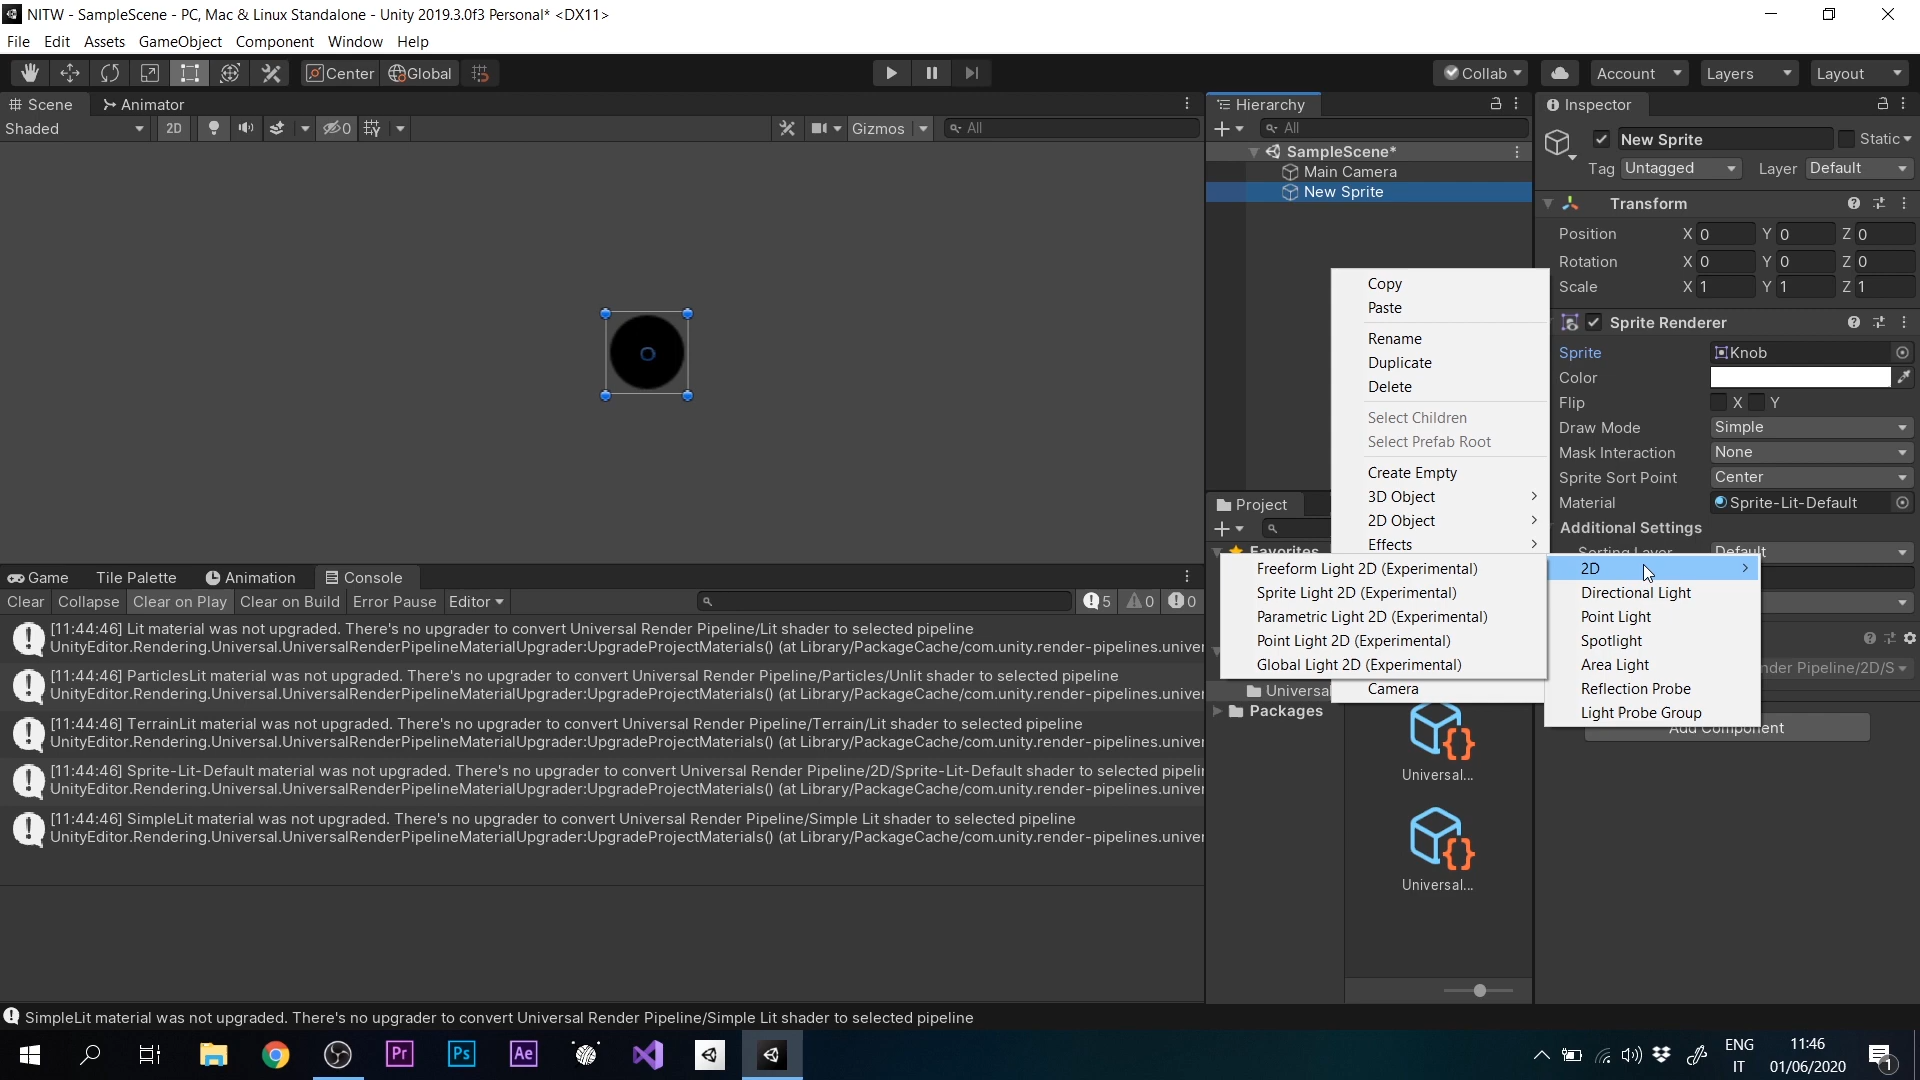 NITW - SampleScene - PC, Mac & Linux Standalone - Unity 2019.3.0f3 Personal* <DX11>
File Edit Assets GameObject Component Window Help
Center Global Collab Account Layers Layout
Scene Animator
Shaded 2D 0 Gizmos All
Hierarchy
All
SampleScene*
Main Camera
New Sprite
Inspector
New Sprite Static
Tag Untagged Layer Default
Transform
Position X 0 Y 0 Z 0
Rotation X 0 Y 0 Z 0
Scale X 1 Y 1 Z 1
Sprite Renderer
Sprite Knob
Color
Flip X Y
Draw Mode Simple
Mask Interaction None
Sprite Sort Point Center
Material Sprite-Lit-Default
Additional Settings
Sorting Layer Default
nder Pipeline/2D/S
Add Component
Copy
Paste
Rename
Duplicate
Delete
Select Children
Select Prefab Root
Create Empty
3D Object
2D Object
Effects
Camera
2D
Directional Light
Point Light
Spotlight
Area Light
Reflection Probe
Light Probe Group
Freeform Light 2D (Experimental)
Sprite Light 2D (Experimental)
Parametric Light 2D (Experimental)
Point Light 2D (Experimental)
Global Light 2D (Experimental)
Project
Favorites
Universal
Packages
Universal...
Universal...
Game Tile Palette Animation Console
Clear Collapse Clear on Play Clear on Build Error Pause Editor 5 0 0
[11:44:46] Lit material was not upgraded. There's no upgrader to convert Universal Render Pipeline/Lit shader to selected pipeline
UnityEditor.Rendering.Universal.UniversalRenderPipelineMaterialUpgrader:UpgradeProjectMaterials() (at Library/PackageCache/com.unity.render-pipelines.univer
[11:44:46] ParticlesLit material was not upgraded. There's no upgrader to convert Universal Render Pipeline/Particles/Unlit shader to selected pipeline
UnityEditor.Rendering.Universal.UniversalRenderPipelineMaterialUpgrader:UpgradeProjectMaterials() (at Library/PackageCache/com.unity.render-pipelines.univer
[11:44:46] TerrainLit material was not upgraded. There's no upgrader to convert Universal Render Pipeline/Terrain/Lit shader to selected pipeline
UnityEditor.Rendering.Universal.UniversalRenderPipelineMaterialUpgrader:UpgradeProjectMaterials() (at Library/PackageCache/com.unity.render-pipelines.univer
[11:44:46] Sprite-Lit-Default material was not upgraded. There's no upgrader to convert Universal Render Pipeline/2D/Sprite-Lit-Default shader to selected pipeli
UnityEditor.Rendering.Universal.UniversalRenderPipelineMaterialUpgrader:UpgradeProjectMaterials() (at Library/PackageCache/com.unity.render-pipelines.univer
[11:44:46] SimpleLit material was not upgraded. There's no upgrader to convert Universal Render Pipeline/Simple Lit shader to selected pipeline
UnityEditor.Rendering.Universal.UniversalRenderPipelineMaterialUpgrader:UpgradeProjectMaterials() (at Library/PackageCache/com.unity.render-pipelines.univer
SimpleLit material was not upgraded. There's no upgrader to convert Universal Render Pipeline/Simple Lit shader to selected pipeline
Pr Ps Ae
ENG
IT
11:46
01/06/2020
1